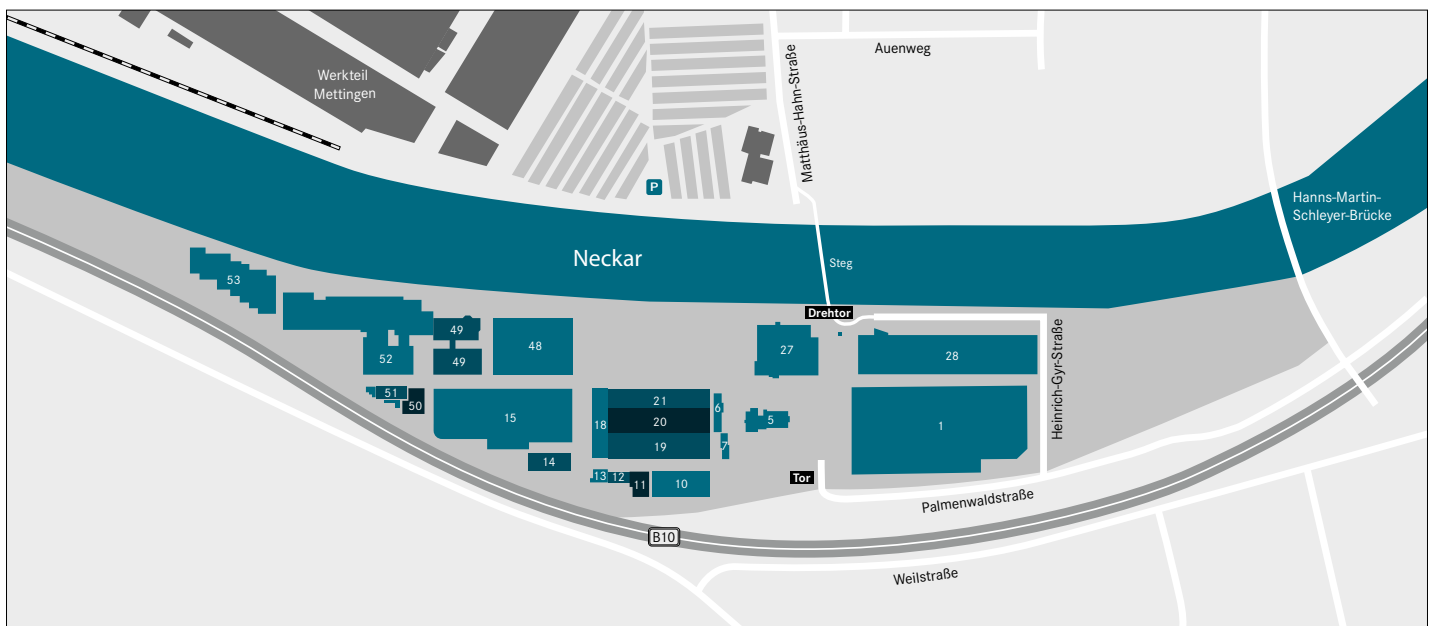 Auenweg
Werkteil
Mettingen
Matthäus-Hahn-Straße
P
Hanns-Martin-
Schleyer-Brücke
Neckar
Steg
53
Drehtor
49
48
27
28
52
49
Heinrich-Gyr-Straße
51
50
15
18
21
20
19
6
7
5
1
14
13
12
11
10
Tor
Palmenwaldstraße
B10
Weilstraße